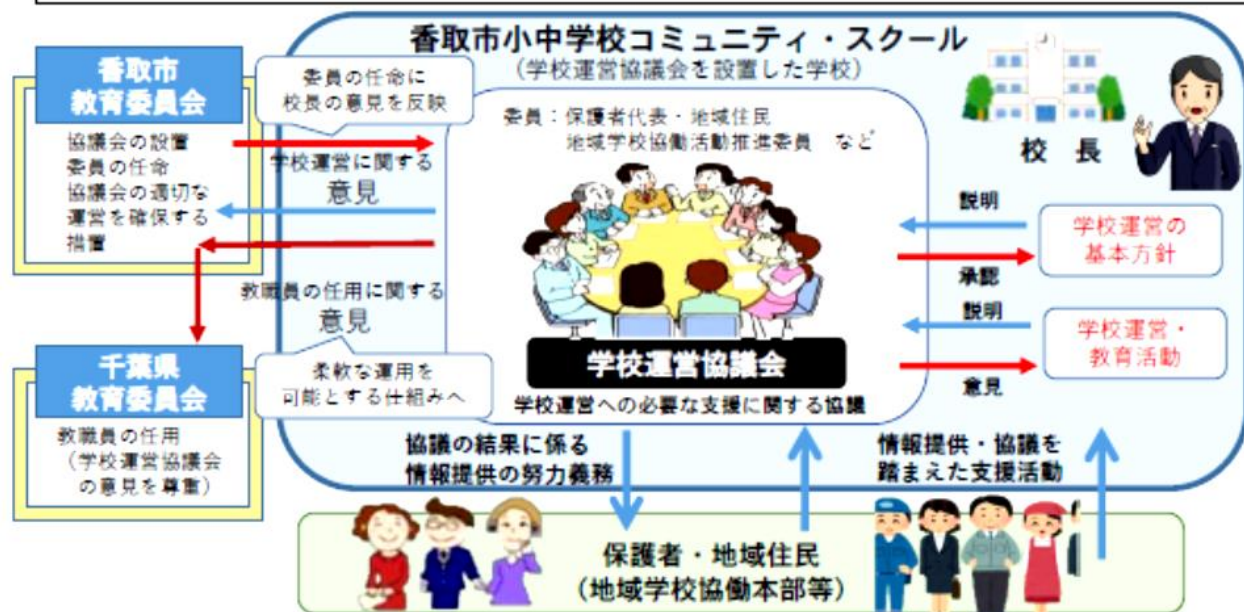 香取市小中学校コミュニティ・スクール
（学校運営協議会を設置した学校）
香取市
教育委員会
協議会の設置
委員の任命
協議会の適切な
運営を確保する
措置
委員の任命に
校長の意見を反映
学校運営に関する
意見
委員：保護者代表・地域住民
地域学校協働活動推進委員　など
校　長
説明
学校運営の
基本方針
承認
説明
学校運営・
教育活動
意見
教職員の任用に関する
意見
千葉県
教育委員会
教職員の任用
（学校運営協議会
の意見を尊重）
柔軟な運用を
可能とする仕組みへ
学校運営協議会
学校運営への必要な支援に関する協議
協議の結果に係る
情報提供の努力義務
情報提供・協議を
踏まえた支援活動
保護者・地域住民
（地域学校協働本部等）